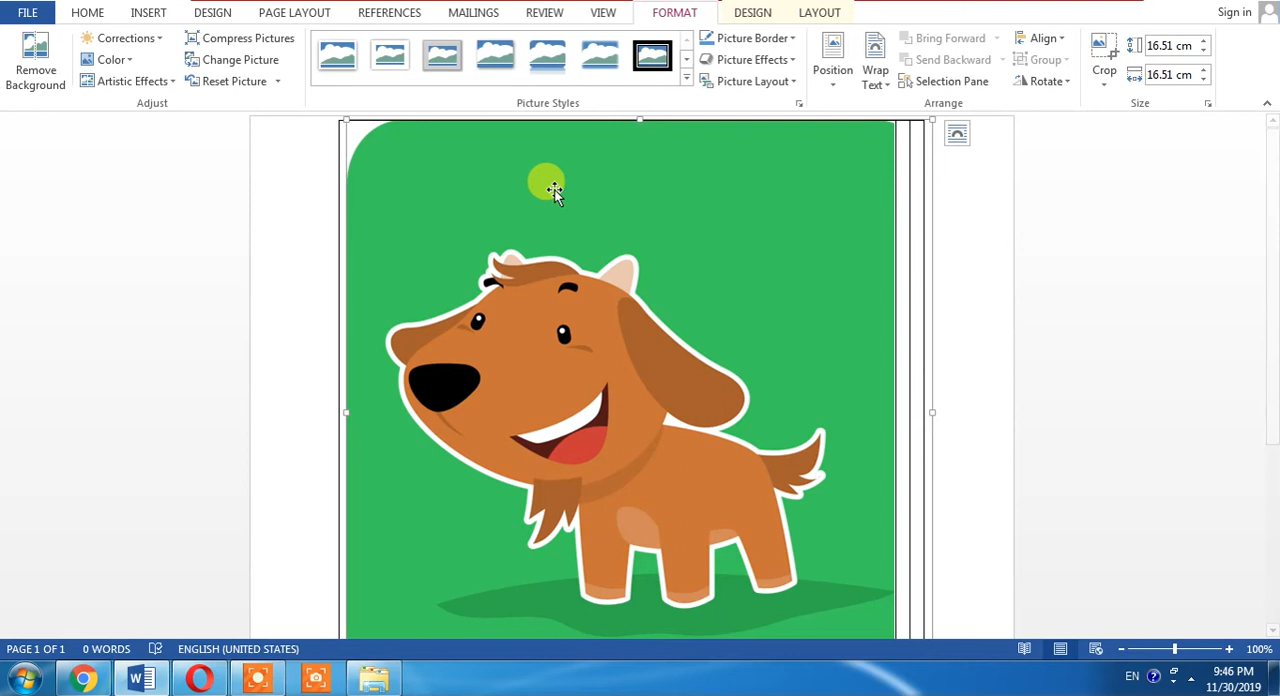 FILE HOME INSERT DESIGN PAGE LAYOUT REFERENCES MAILINGS REVIEW VIEW FORMAT DESIGN LAYOUT Sign in
Remove Background
Corrections
Color
Artistic Effects
Compress Pictures
Change Picture
Reset Picture
Adjust
Picture Styles
Picture Border
Picture Effects
Picture Layout
Position
Wrap Text
Bring Forward
Send Backward
Selection Pane
Align
Group
Rotate
Arrange
Crop
16.51 cm
16.51 cm
Size
PAGE 1 OF 1 0 WORDS ENGLISH (UNITED STATES) 100%
EN 9:46 PM
11/30/2019